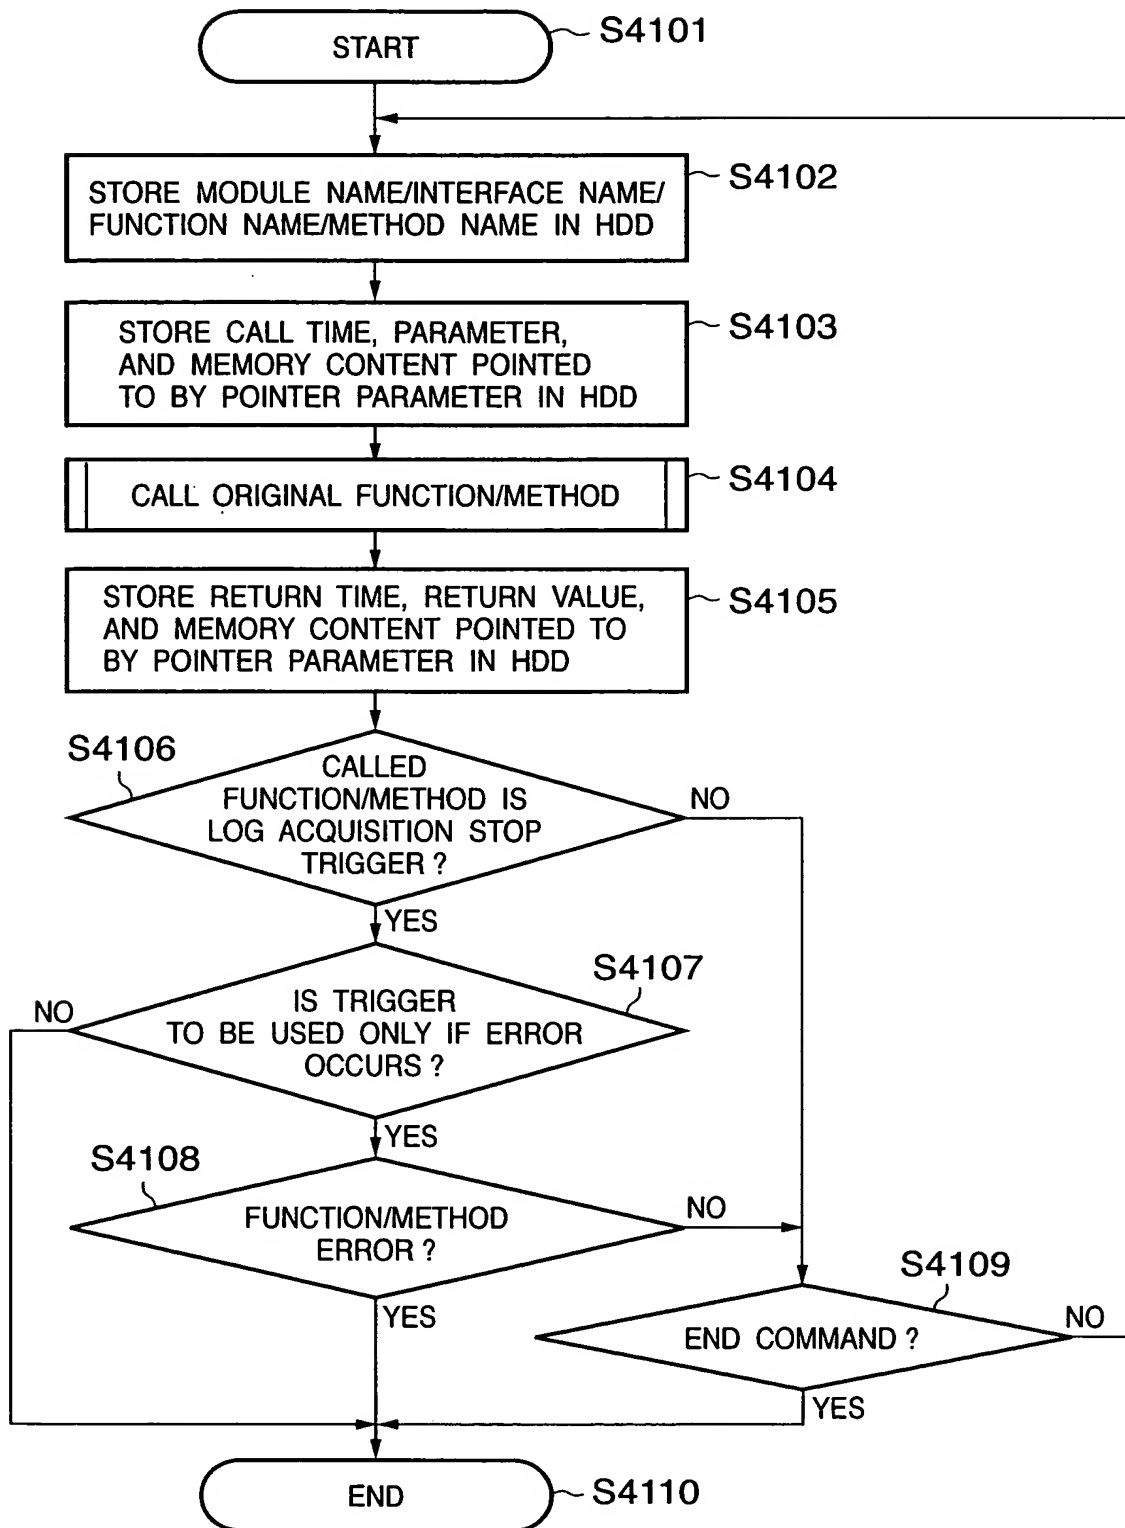 START
S4101
STORE MODULE NAME/INTERFACE NAME/
FUNCTION NAME/METHOD NAME IN HDD
S4102
STORE CALL TIME, PARAMETER,
AND MEMORY CONTENT POINTED
TO BY POINTER PARAMETER IN HDD
S4103
CALL ORIGINAL FUNCTION/METHOD
S4104
STORE RETURN TIME, RETURN VALUE,
AND MEMORY CONTENT POINTED TO
BY POINTER PARAMETER IN HDD
S4105
S4106
CALLED
FUNCTION/METHOD IS
LOG ACQUISITION STOP
TRIGGER ?
NO
YES
S4107
IS TRIGGER
TO BE USED ONLY IF ERROR
OCCURS ?
NO
YES
S4108
FUNCTION/METHOD
ERROR ?
NO
YES
S4109
END COMMAND ?
NO
YES
END
S4110